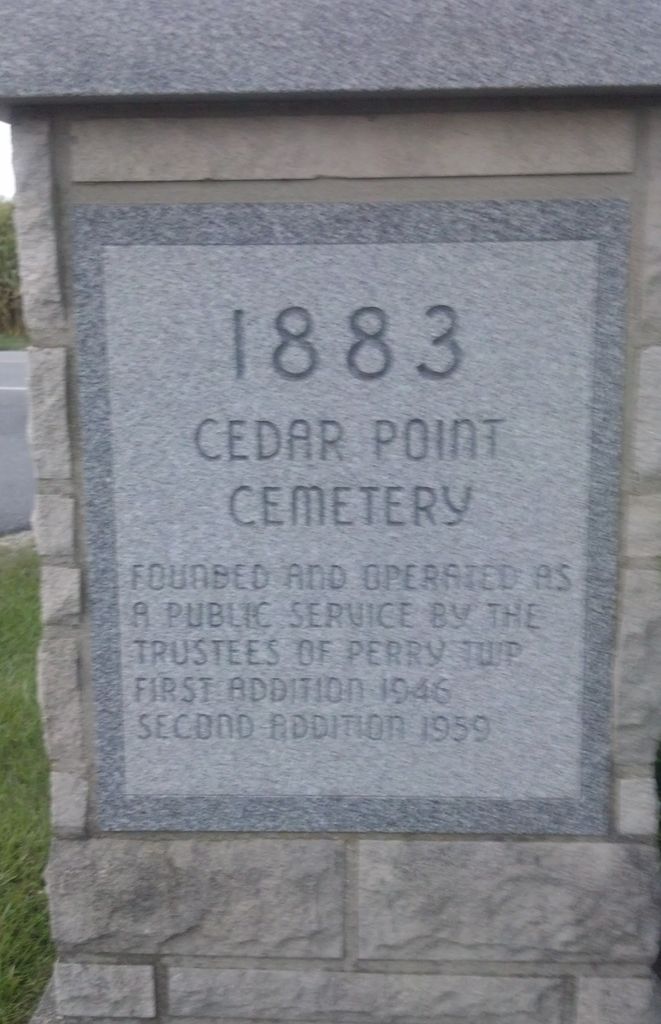 1883
CEDAR POINT
CEMETERY
FOUNDED AND OPERATED AS
A PUBLIC SERVICE BY THE
TRUSTEES OF PERRY TWP
FIRST ADDITION 1946
SECOND ADDITION 1959